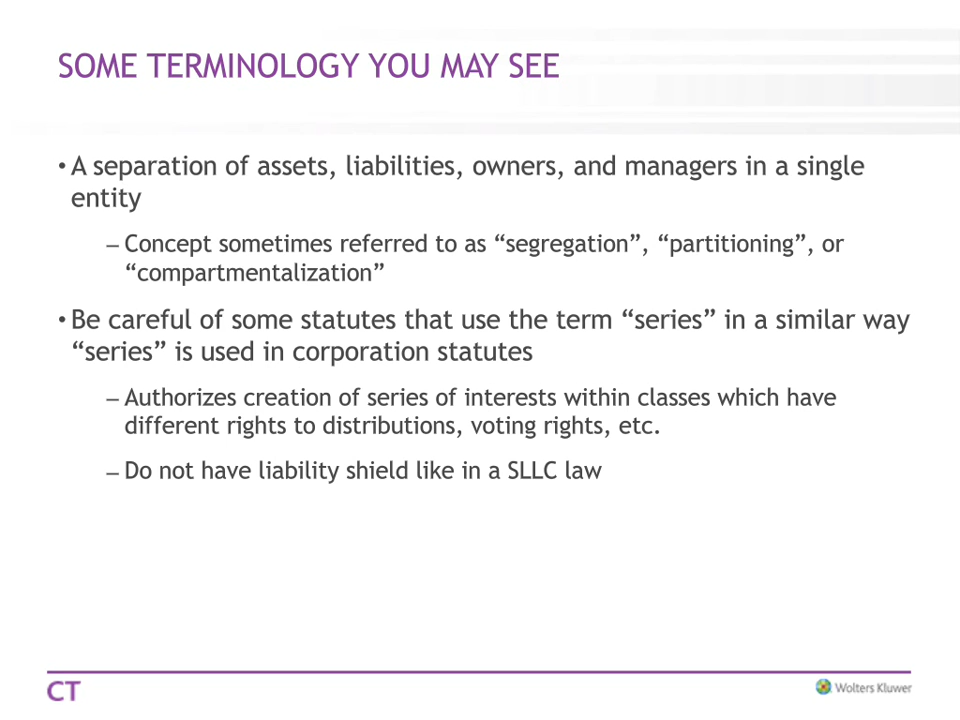 SOME TERMINOLOGY YOU MAY SEE
• A separation of assets, liabilities, owners, and managers in a single
entity
– Concept sometimes referred to as “segregation”, “partitioning”, or
“compartmentalization”
• Be careful of some statutes that use the term “series” in a similar way
“series” is used in corporation statutes
– Authorizes creation of series of interests within classes which have
different rights to distributions, voting rights, etc.
– Do not have liability shield like in a SLLC law
CT
Wolters Kluwer